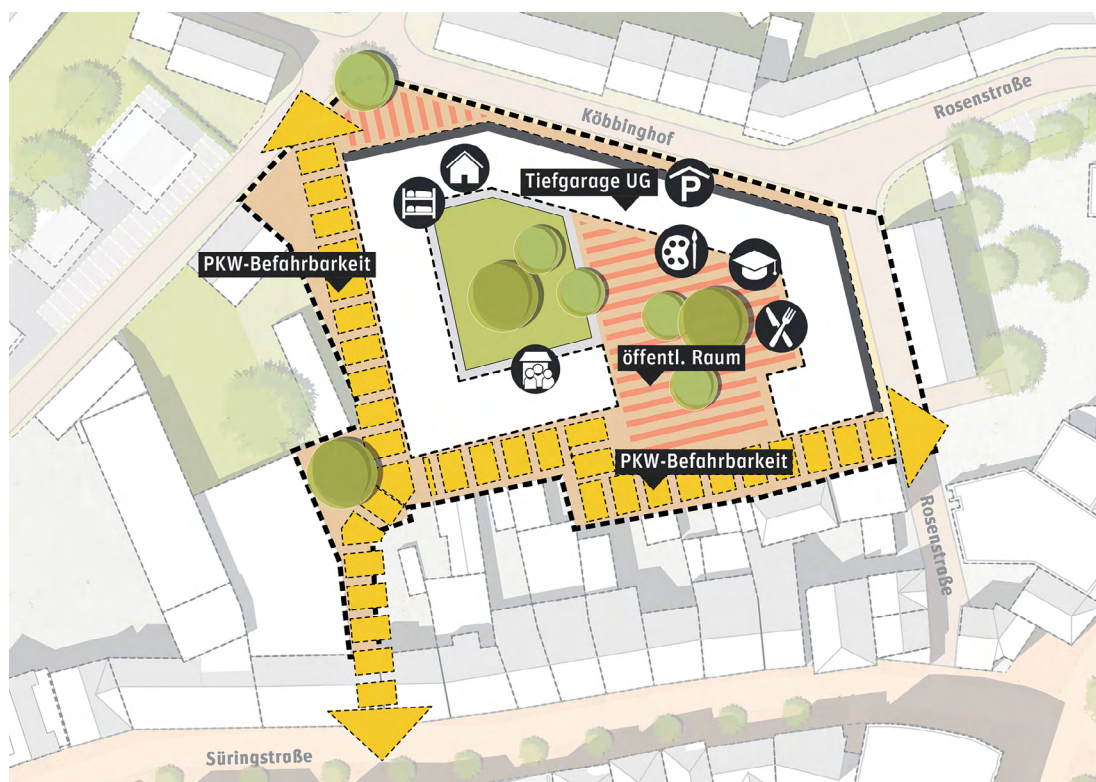 Köbbinghof
Rosenstraße
Tiefgarage UG
P
PKW-Befahrbarkeit
öffentl. Raum
PKW-Befahrbarkeit
Rosenstraße
Süringstraße